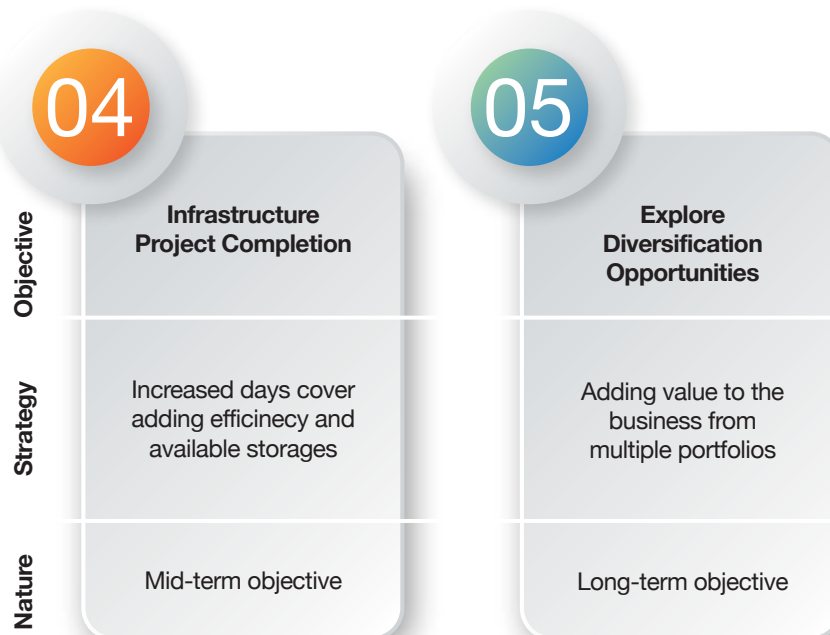 04
05
Objective
Infrastructure
Project Completion
Explore
Diversification
Opportunities
Strategy
Increased days cover
adding efficinecy and
available storages
Adding value to the
business from
multiple portfolios
Nature
Mid-term objective
Long-term objective